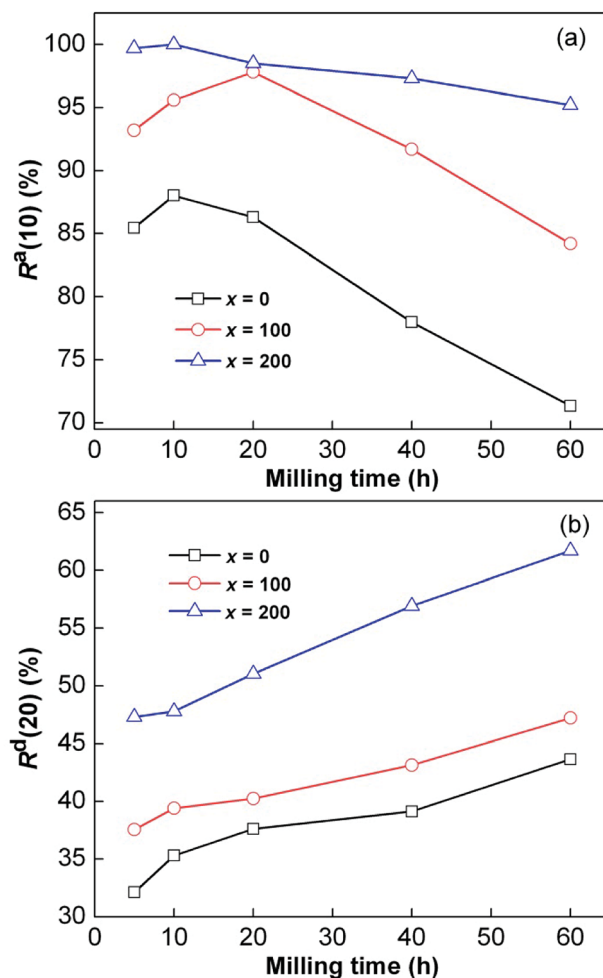 (a)
100
95
90
85
80
75
70
Rᵃ(10) (%)
x = 0
x = 100
x = 200
0 10 20 30 40 50 60
Milling time (h)
(b)
65
60
55
50
45
40
35
30
Rᵈ(20) (%)
x = 0
x = 100
x = 200
0 10 20 30 40 50 60
Milling time (h)